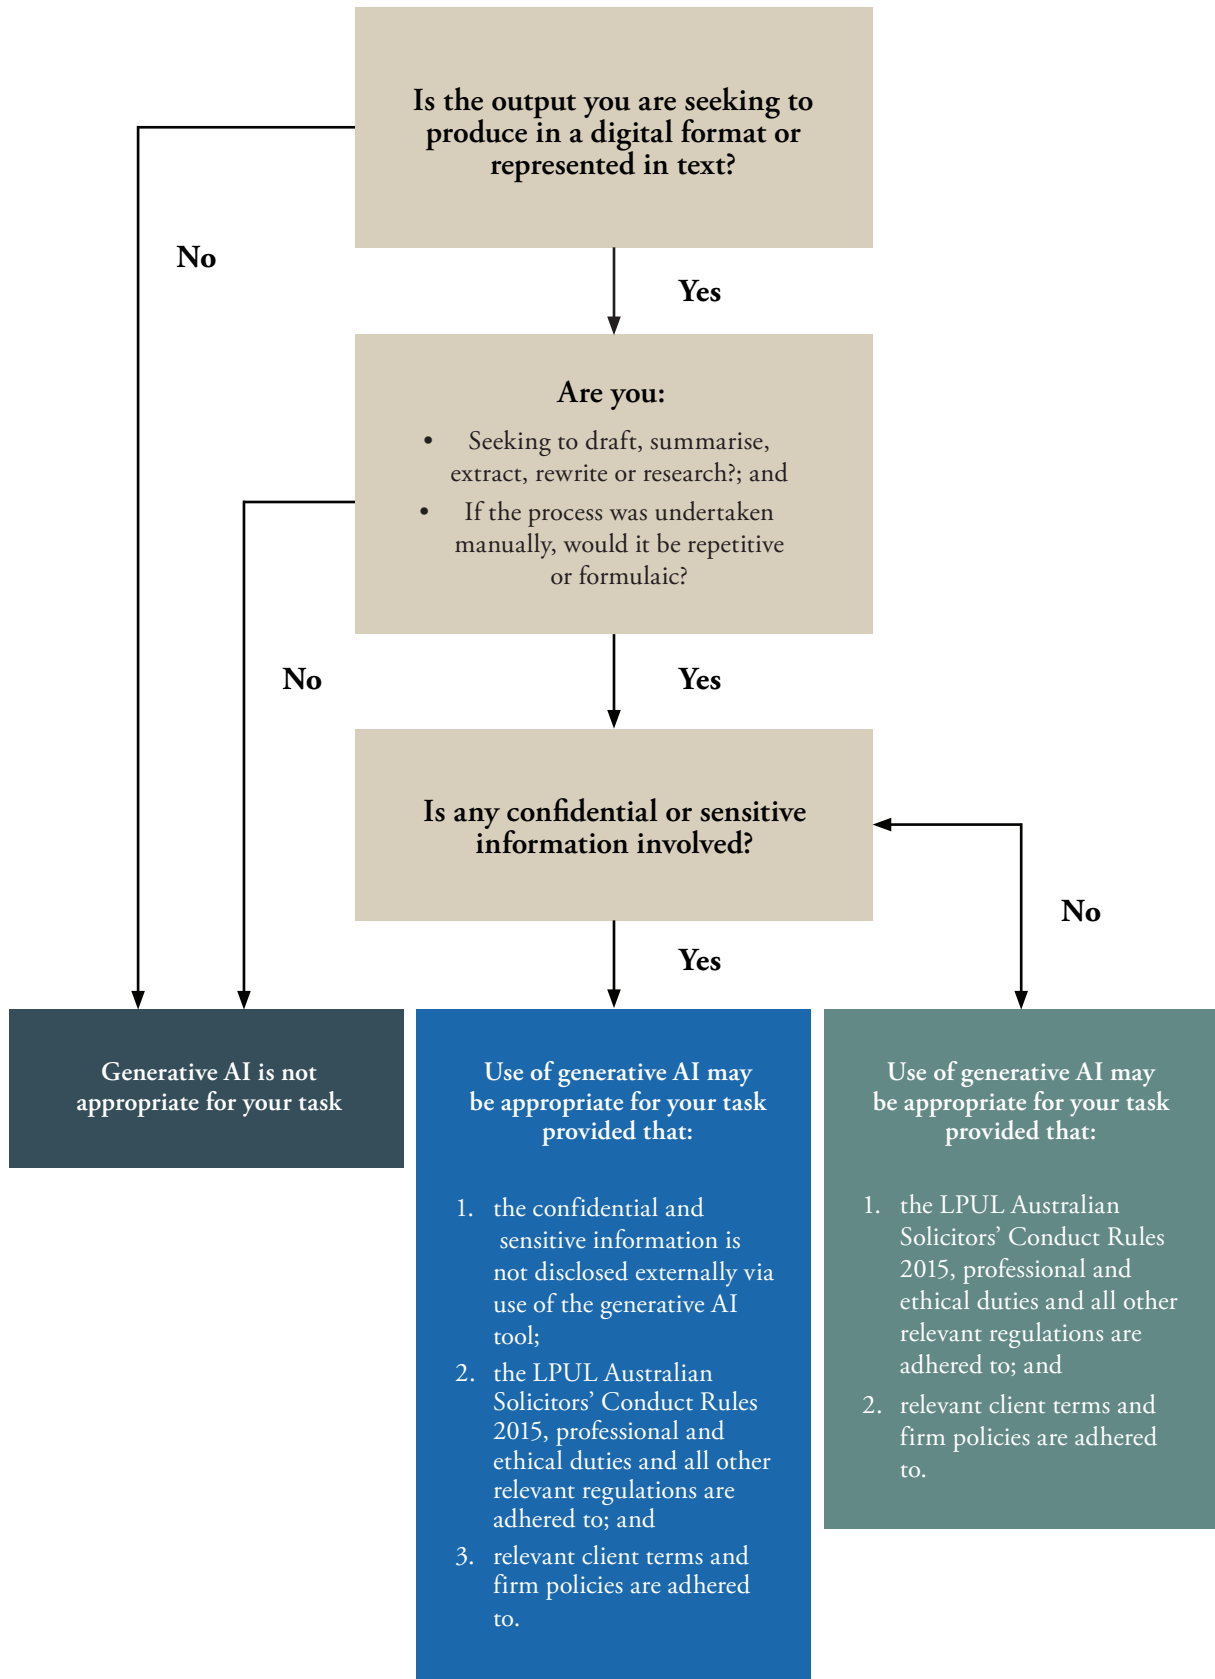 Is the output you are seeking to
produce in a digital format or
represented in text?
No
Yes
Are you:
• Seeking to draft, summarise,
extract, rewrite or research?; and
• If the process was undertaken
manually, would it be repetitive
or formulaic?
No
Yes
Is any confidential or sensitive
information involved?
No
Yes
Generative AI is not
appropriate for your task
Use of generative AI may
be appropriate for your task
provided that:
1. the confidential and
sensitive information is
not disclosed externally via
use of the generative AI
tool;
2. the LPUL Australian
Solicitors’ Conduct Rules
2015, professional and
ethical duties and all other
relevant regulations are
adhered to; and
3. relevant client terms and
firm policies are adhered
to.
Use of generative AI may
be appropriate for your task
provided that:
1. the LPUL Australian
Solicitors’ Conduct Rules
2015, professional and
ethical duties and all other
relevant regulations are
adhered to; and
2. relevant client terms and
firm policies are adhered
to.